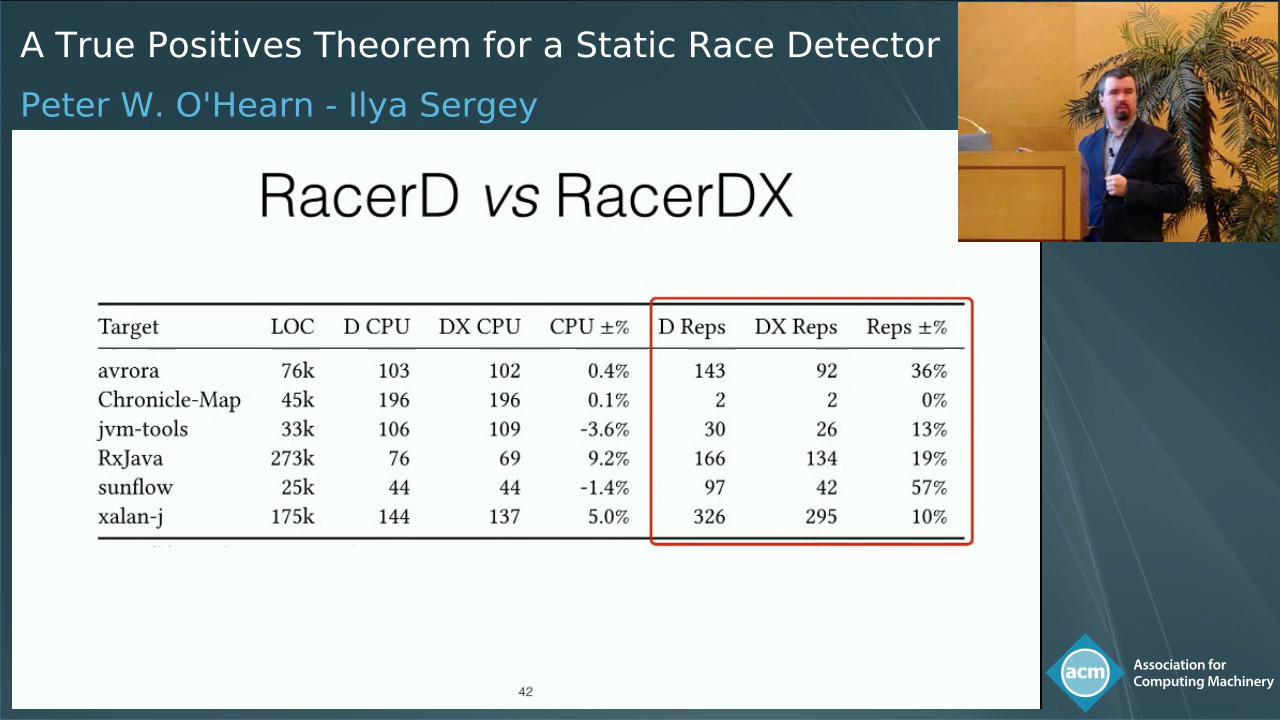 A True Positives Theorem for a Static Race Detector
Peter W. O'Hearn - Ilya Sergey
RacerD vs RacerDX
Target LOC D CPU DX CPU CPU ±% D Reps DX Reps Reps ±%
avrora 76k 103 102 0.4% 143 92 36%
Chronicle-Map 45k 196 196 0.1% 2 2 0%
jvm-tools 33k 106 109 -3.6% 30 26 13%
RxJava 273k 76 69 9.2% 166 134 19%
sunflow 25k 44 44 -1.4% 97 42 57%
xalan-j 175k 144 137 5.0% 326 295 10%
42
acm
Association for
Computing Machinery